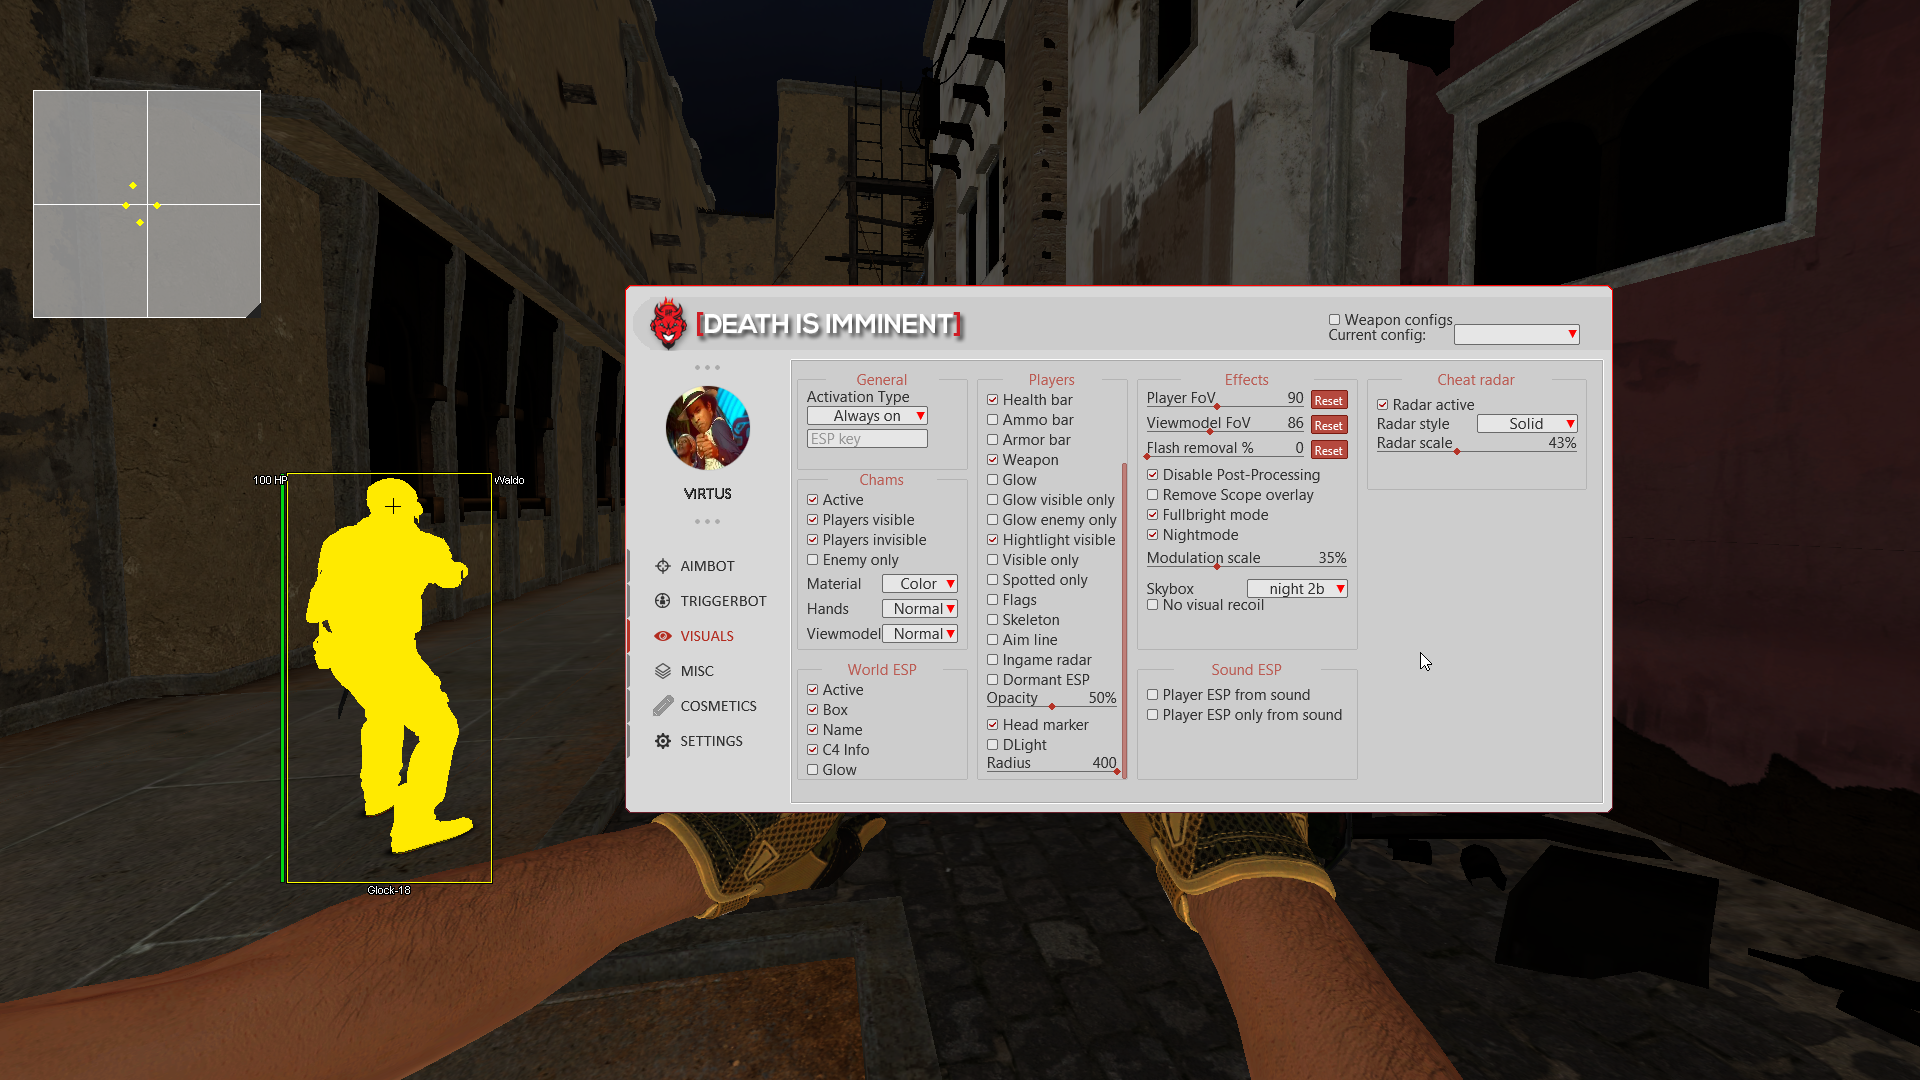 [DEATH IS IMMINENT]
Weapon configs
Current config:
VIRTUS
AIMBOT
TRIGGERBOT
VISUALS
MISC
COSMETICS
SETTINGS
General
Activation Type
Always on
ESP key
Chams
Active
Players visible
Players invisible
Enemy only
Material Color
Hands Normal
Viewmodel Normal
World ESP
Active
Box
Name
C4 Info
Glow
Players
Health bar
Ammo bar
Armor bar
Weapon
Glow
Glow visible only
Glow enemy only
Hightlight visible
Visible only
Spotted only
Flags
Skeleton
Aim line
Ingame radar
Dormant ESP
Opacity 50%
Head marker
DLight
Radius 400
Effects
Player FoV 90 Reset
Viewmodel FoV 86 Reset
Flash removal % 0 Reset
Disable Post-Processing
Remove Scope overlay
Fullbright mode
Nightmode
Modulation scale 35%
Skybox night 2b
No visual recoil
Sound ESP
Player ESP from sound
Player ESP only from sound
Cheat radar
Radar active
Radar style Solid
Radar scale 43%
100 HP
Waldo
Glock-18